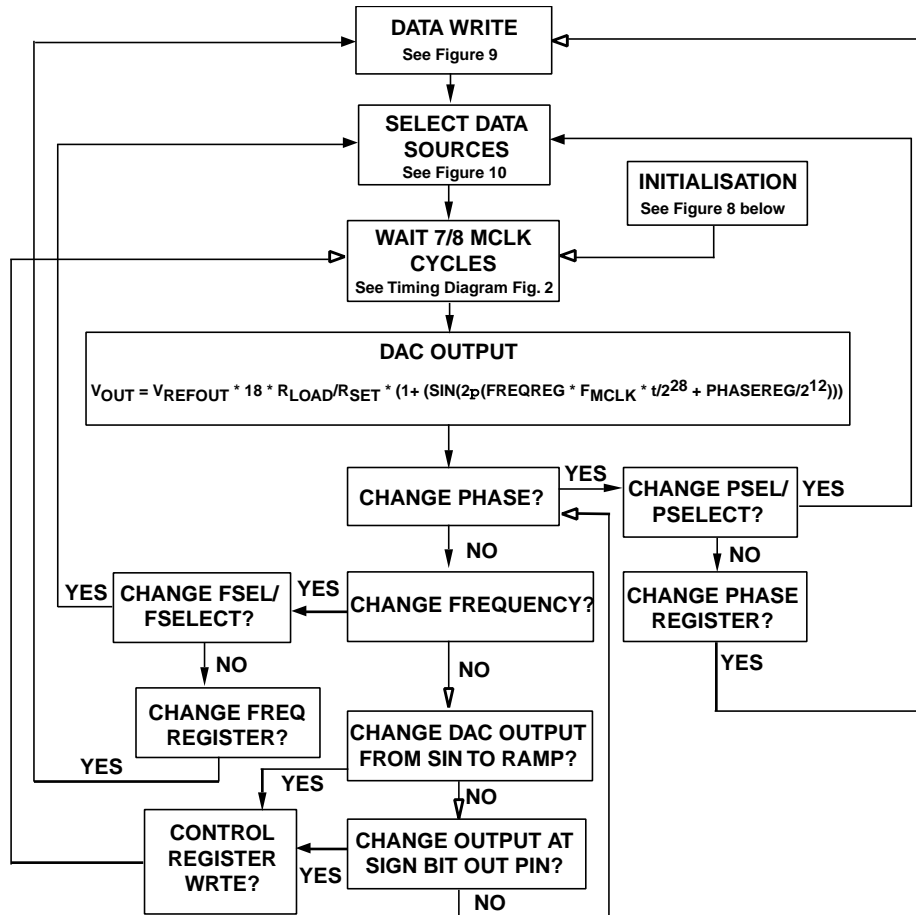 DATA WRITE
See Figure 9
SELECT DATA
SOURCES
See Figure 10
INITIALISATION
See Figure 8 below
WAIT 7/8 MCLK
CYCLES
See Timing Diagram Fig. 2
DAC OUTPUT
VOUT = VREFOUT * 18 * RLOAD/RSET * (1+ (SIN(2p(FREQREG * FMCLK * t/2^28 + PHASEREG/2^12)))
CHANGE PHASE?
YES
CHANGE PSEL/
PSELECT?
YES
NO
NO
CHANGE PHASE
REGISTER?
YES
CHANGE FREQUENCY?
YES
CHANGE FSEL/
FSELECT?
YES
NO
NO
CHANGE FREQ
REGISTER?
YES
CHANGE DAC OUTPUT
FROM SIN TO RAMP?
YES
NO
CONTROL
REGISTER
WRTE?
CHANGE OUTPUT AT
SIGN BIT OUT PIN?
YES
NO